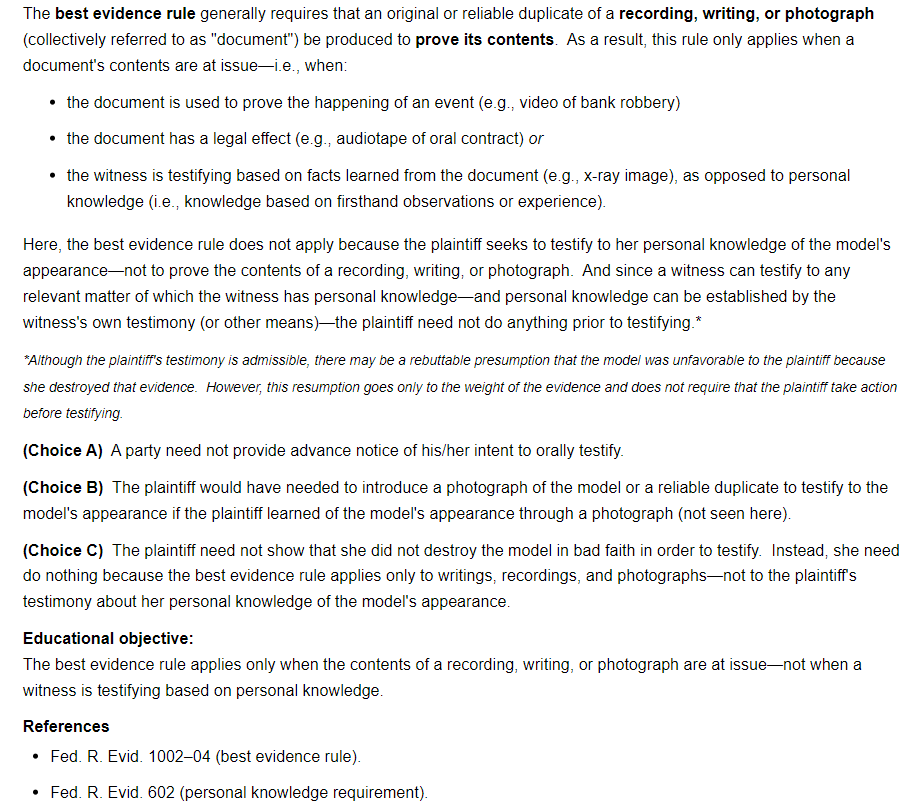 The best evidence rule generally requires that an original or reliable duplicate of a recording, writing, or photograph
(collectively referred to as "document") be produced to prove its contents.  As a result, this rule only applies when a
document's contents are at issue—i.e., when:
• the document is used to prove the happening of an event (e.g., video of bank robbery)
• the document has a legal effect (e.g., audiotape of oral contract) or
• the witness is testifying based on facts learned from the document (e.g., x-ray image), as opposed to personal
knowledge (i.e., knowledge based on firsthand observations or experience).
Here, the best evidence rule does not apply because the plaintiff seeks to testify to her personal knowledge of the model's
appearance—not to prove the contents of a recording, writing, or photograph.  And since a witness can testify to any
relevant matter of which the witness has personal knowledge—and personal knowledge can be established by the
witness's own testimony (or other means)—the plaintiff need not do anything prior to testifying.*
*Although the plaintiff's testimony is admissible, there may be a rebuttable presumption that the model was unfavorable to the plaintiff because
she destroyed that evidence.  However, this resumption goes only to the weight of the evidence and does not require that the plaintiff take action
before testifying.
(Choice A)  A party need not provide advance notice of his/her intent to orally testify.
(Choice B)  The plaintiff would have needed to introduce a photograph of the model or a reliable duplicate to testify to the
model's appearance if the plaintiff learned of the model's appearance through a photograph (not seen here).
(Choice C)  The plaintiff need not show that she did not destroy the model in bad faith in order to testify.  Instead, she need
do nothing because the best evidence rule applies only to writings, recordings, and photographs—not to the plaintiff's
testimony about her personal knowledge of the model's appearance.
Educational objective:
The best evidence rule applies only when the contents of a recording, writing, or photograph are at issue—not when a
witness is testifying based on personal knowledge.
References
• Fed. R. Evid. 1002–04 (best evidence rule).
• Fed. R. Evid. 602 (personal knowledge requirement).